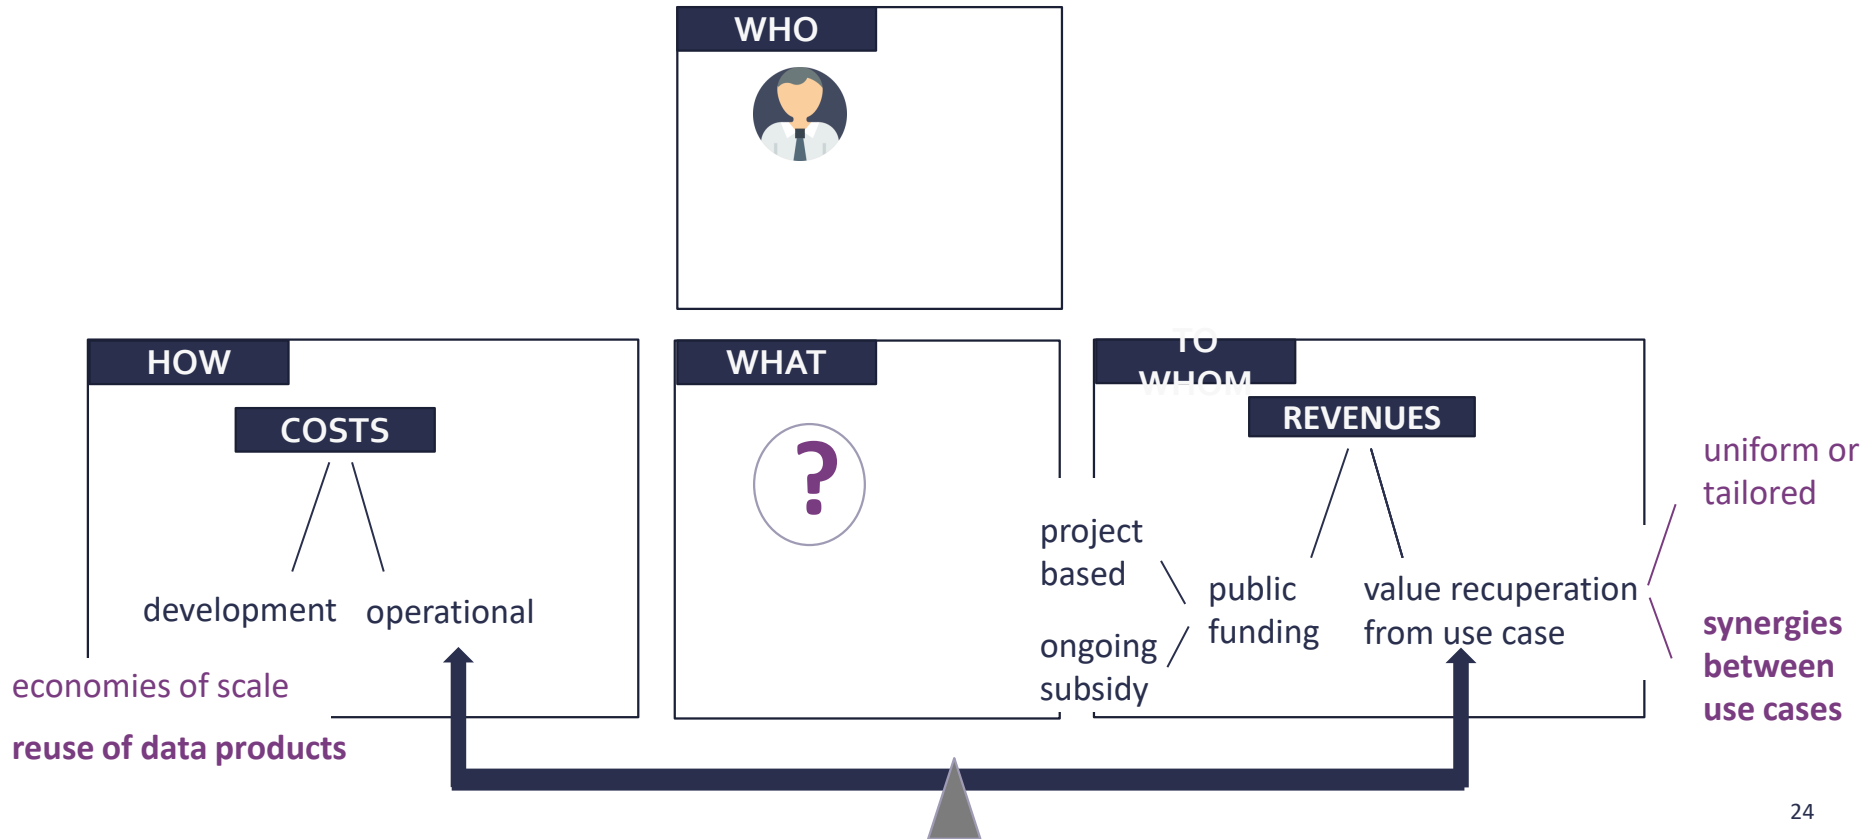 WHO
HOW
COSTS
development
operational
economies of scale
reuse of data products
WHAT
?
TO
WHOM
REVENUES
project
based
ongoing
subsidy
public
funding
value recuperation
from use case
uniform or
tailored
synergies
between
use cases
24